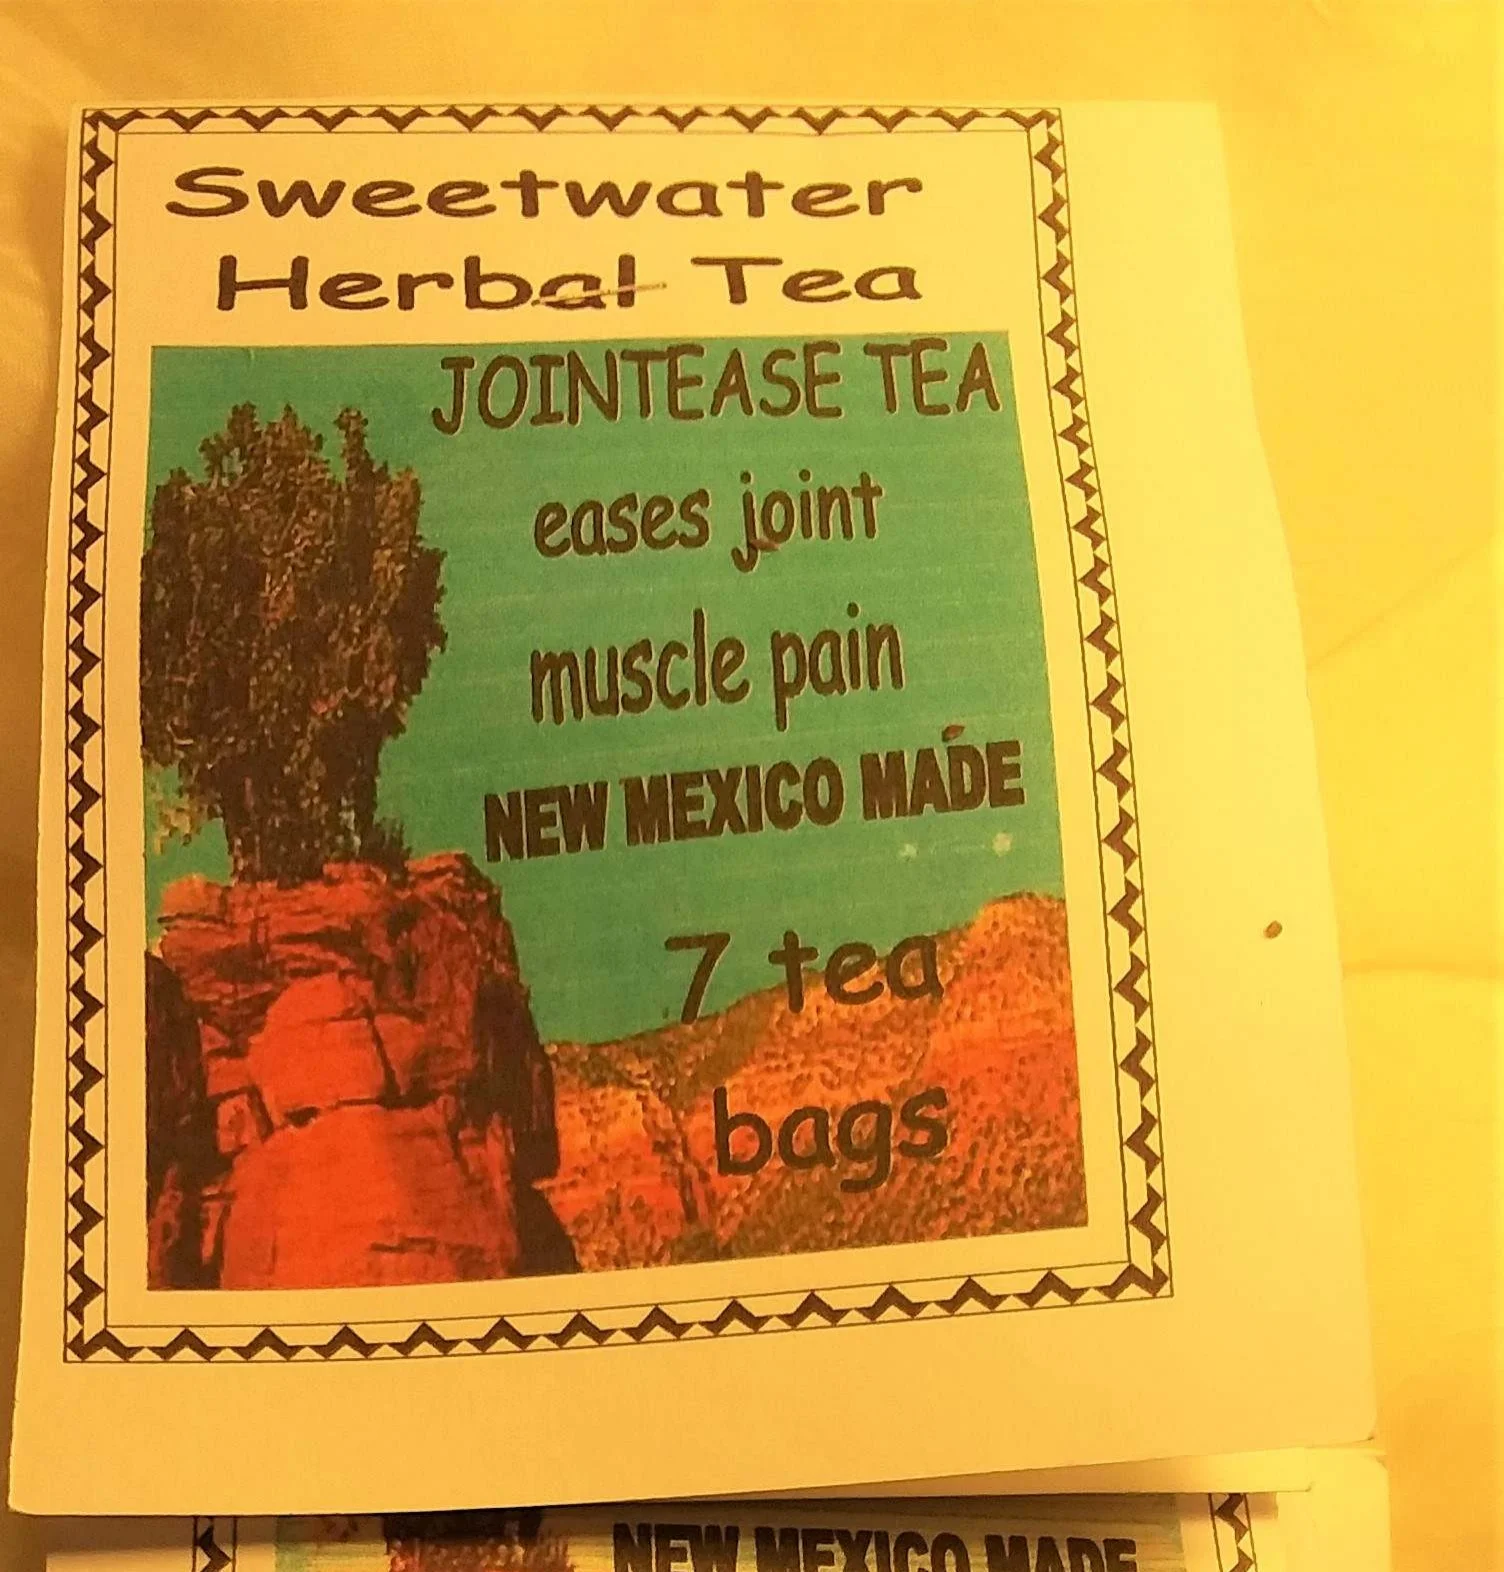 Sweetwater
Herbal Tea
JOINTEASE TEA
eases joint
muscle pain
NEW MEXICO MADE
7 tea
bags
NEW MEXICO MADE